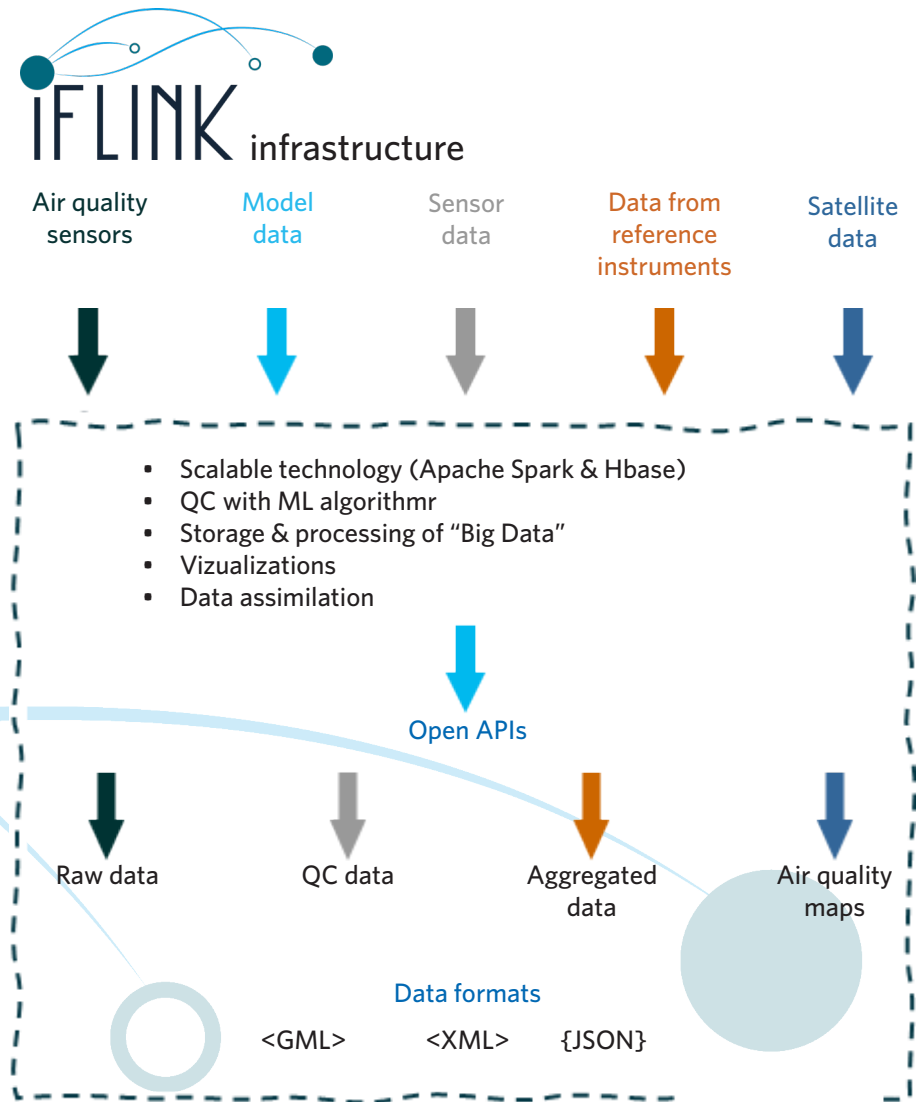 iFLINK infrastructure
Air quality
sensors
Model
data
Sensor
data
Data from
reference
instruments
Satellite
data
▪ Scalable technology (Apache Spark & Hbase)
▪ QC with ML algorithmr
▪ Storage & processing of “Big Data”
▪ Vizualizations
▪ Data assimilation
Open APIs
Raw data
QC data
Aggregated
data
Air quality
maps
Data formats
<GML> <XML> {JSON}